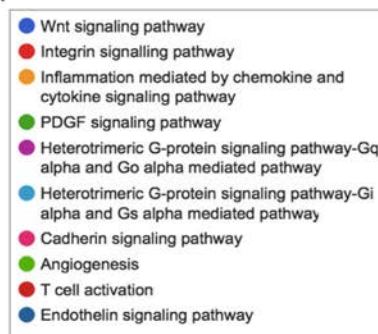 Wnt signaling pathway
Integrin signalling pathway
Inflammation mediated by chemokine and
cytokine signaling pathway
PDGF signaling pathway
Heterotrimeric G-protein signaling pathway-Gq
alpha and Go alpha mediated pathway
Heterotrimeric G-protein signaling pathway-Gi
alpha and Gs alpha mediated pathway
Cadherin signaling pathway
Angiogenesis
T cell activation
Endothelin signaling pathway